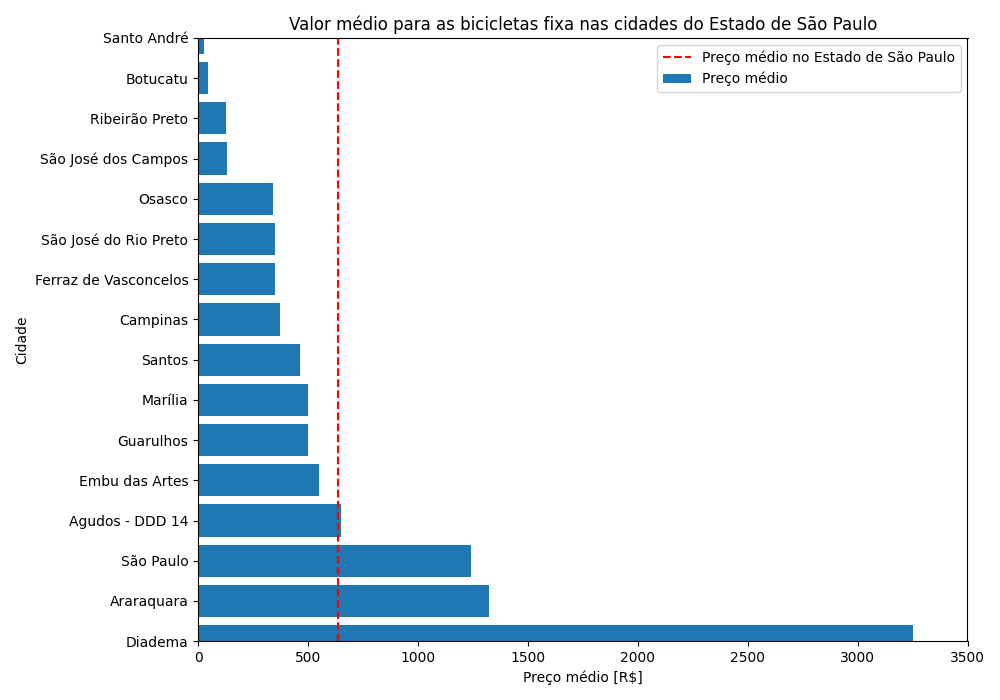 Valor médio para as bicicletas fixa nas cidades do Estado de São Paulo
Preço médio no Estado de São Paulo
Preço médio
Cidade
Santo André
Botucatu
Ribeirão Preto
São José dos Campos
Osasco
São José do Rio Preto
Ferraz de Vasconcelos
Campinas
Santos
Marília
Guarulhos
Embu das Artes
Agudos - DDD 14
São Paulo
Araraquara
Diadema
0 500 1000 1500 2000 2500 3000 3500
Preço médio [R$]